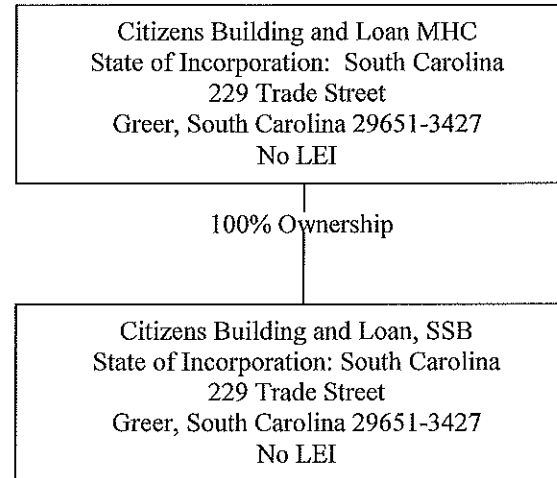 Citizens Building and Loan MHC
State of Incorporation: South Carolina
229 Trade Street
Greer, South Carolina 29651-3427
No LEI
100% Ownership
Citizens Building and Loan, SSB
State of Incorporation: South Carolina
229 Trade Street
Greer, South Carolina 29651-3427
No LEI